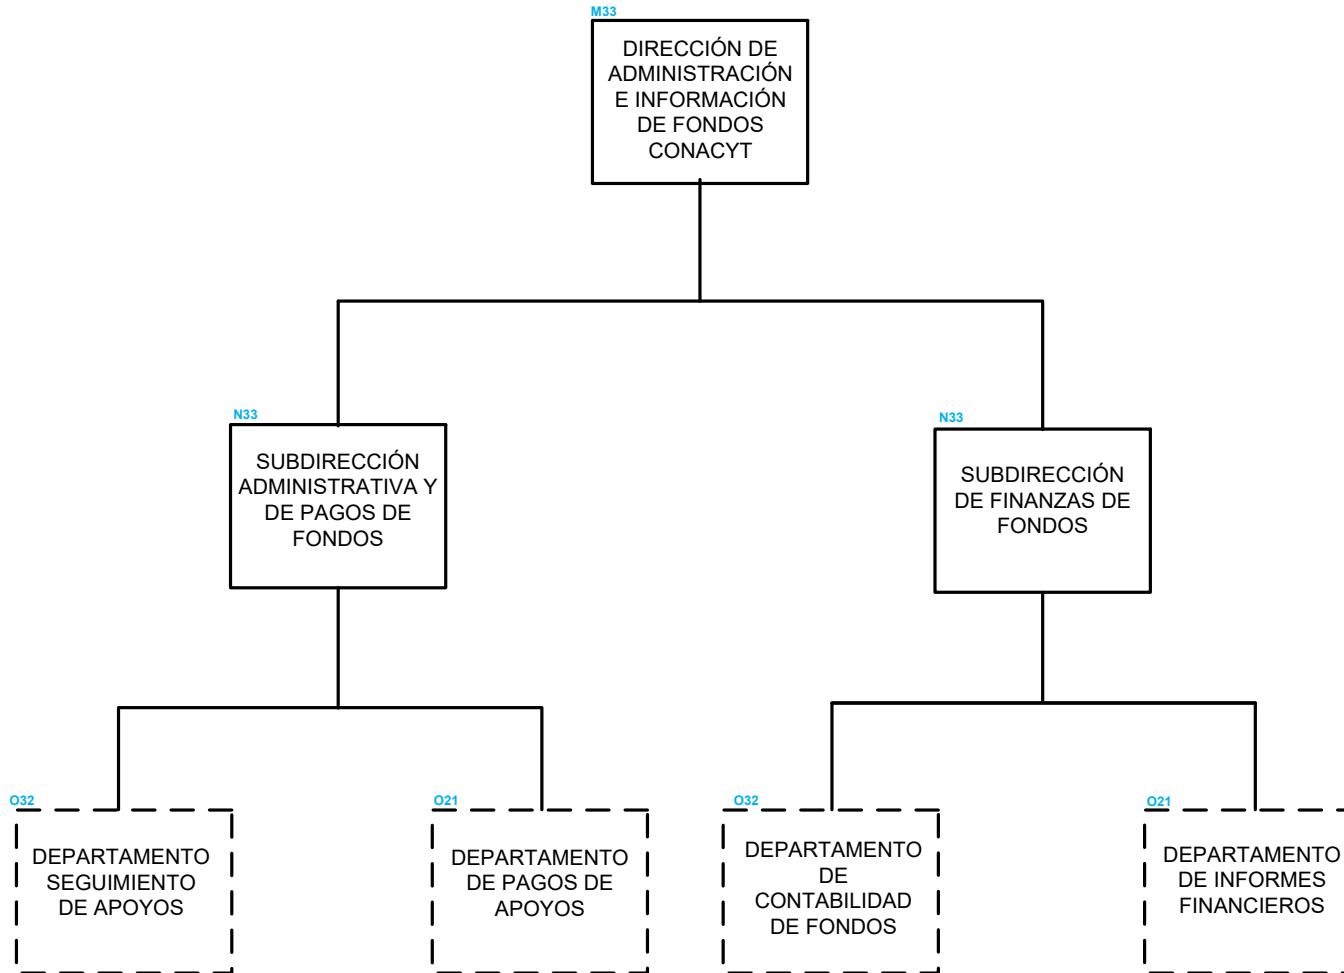 M33
DIRECCIÓN DE
ADMINISTRACIÓN
E INFORMACIÓN
DE FONDOS
CONACYT
N33
SUBDIRECCIÓN
ADMINISTRATIVA Y
DE PAGOS DE
FONDOS
N33
SUBDIRECCIÓN
DE FINANZAS DE
FONDOS
O32
DEPARTAMENTO
SEGUIMIENTO
DE APOYOS
O21
DEPARTAMENTO
DE PAGOS DE
APOYOS
O32
DEPARTAMENTO
DE
CONTABILIDAD
DE FONDOS
O21
DEPARTAMENTO
DE INFORMES
FINANCIEROS